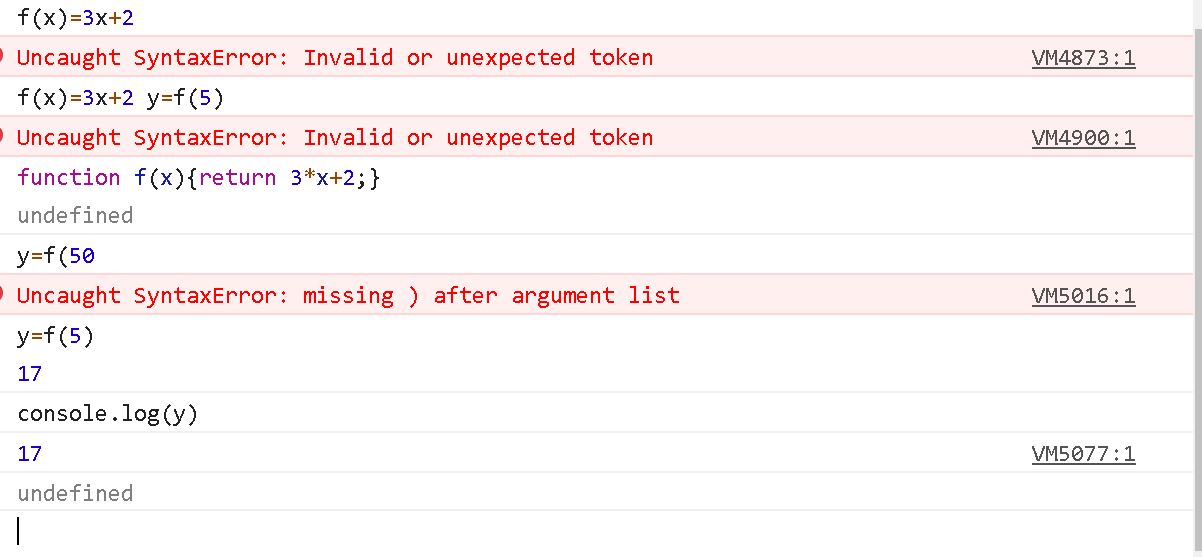 f(x)=3x+2
Uncaught SyntaxError: Invalid or unexpected token VM4873:1
f(x)=3x+2 y=f(5)
Uncaught SyntaxError: Invalid or unexpected token VM4900:1
function f(x){return 3*x+2;}
undefined
y=f(50
Uncaught SyntaxError: missing ) after argument list VM5016:1
y=f(5)
17
console.log(y)
17 VM5077:1
undefined